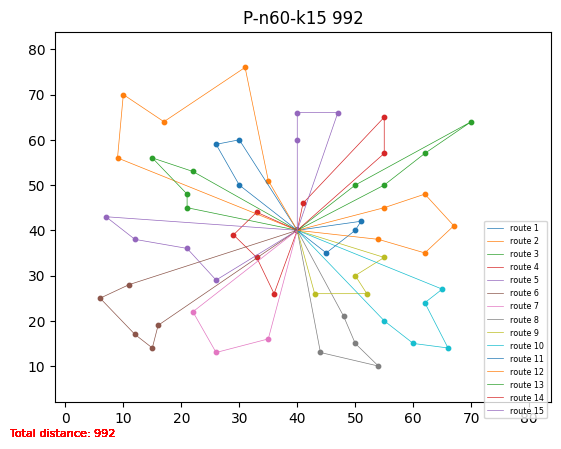 P-n60-k15 992
80
70
60
50
40
30
20
10
0 10 20 30 40 50 60 70 80
route 1
route 2
route 3
route 4
route 5
route 6
route 7
route 8
route 9
route 10
route 11
route 12
route 13
route 14
route 15
Total distance: 992